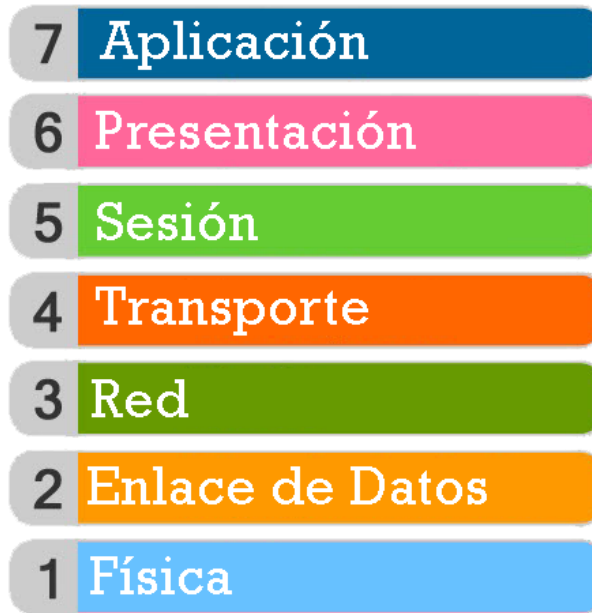 7 Aplicación
6 Presentación
5 Sesión
4 Transporte
3 Red
2 Enlace de Datos
1 Física